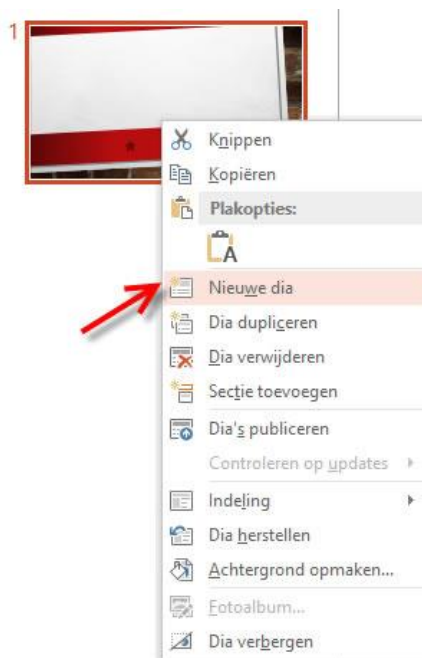 1
Knippen
Kopiëren
Plakopties:
A
Nieuwe dia
Dia dupliceren
Dia verwijderen
Sectie toevoegen
Dia's publiceren
Controleren op updates
Indeling
Dia herstellen
Achtergrond opmaken...
Fotoalbum...
Dia verbergen